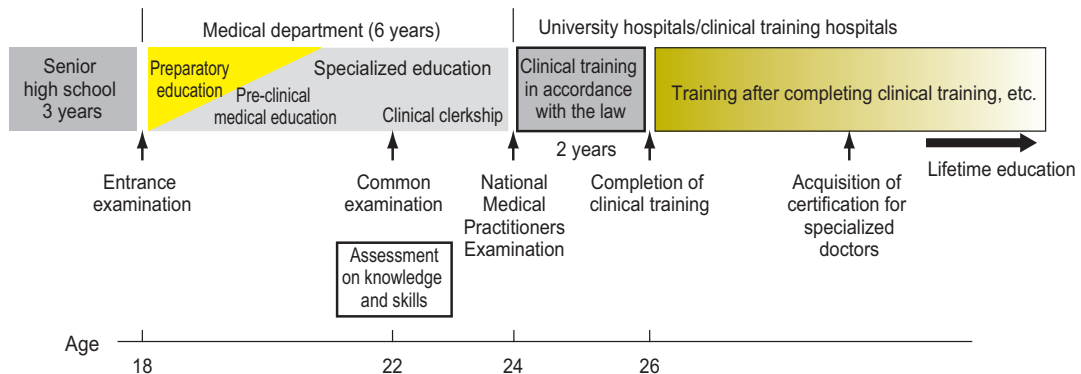 Medical department (6 years)
University hospitals/clinical training hospitals
Senior
high school
3 years
Preparatory
education
Pre-clinical
medical education
Specialized education
Clinical clerkship
Clinical training
in accordance
with the law
2 years
Training after completing clinical training, etc.
Lifetime education
Entrance
examination
Common
examination
Assessment
on knowledge
and skills
National
Medical
Practitioners
Examination
Completion of
clinical training
Acquisition of
certification for
specialized
doctors
Age
18
22
24
26